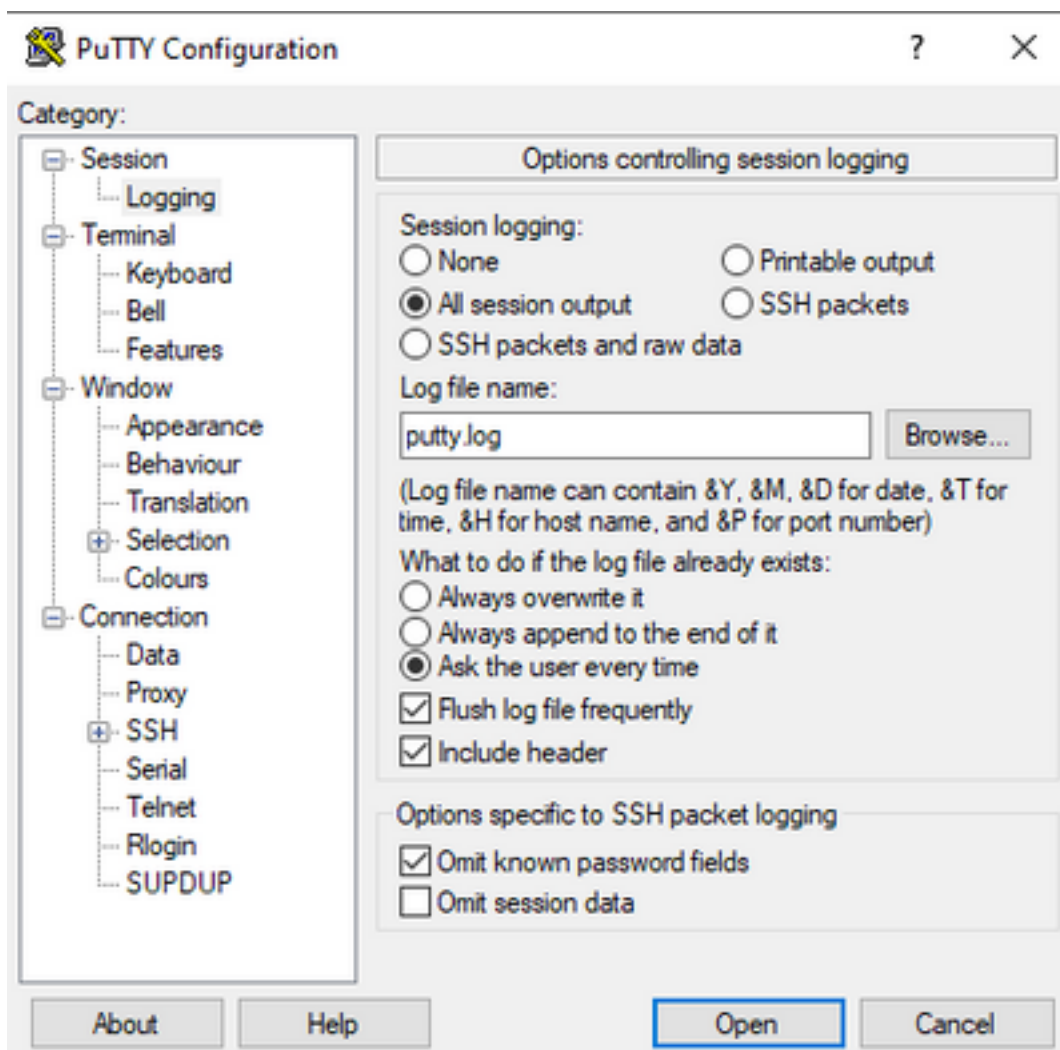 PuTTY Configuration
?
Category:
Session
Logging
Terminal
Keyboard
Bell
Features
Window
Appearance
Behaviour
Translation
Selection
Colours
Connection
Data
Proxy
SSH
Serial
Telnet
Rlogin
SUPDUP
Options controlling session logging
Session logging:
None
Printable output
All session output
SSH packets
SSH packets and raw data
Log file name:
putty.log
Browse...
(Log file name can contain &Y, &M, &D for date, &T for
time, &H for host name, and &P for port number)
What to do if the log file already exists:
Always overwrite it
Always append to the end of it
Ask the user every time
Flush log file frequently
Include header
Options specific to SSH packet logging
Omit known password fields
Omit session data
About
Help
Open
Cancel